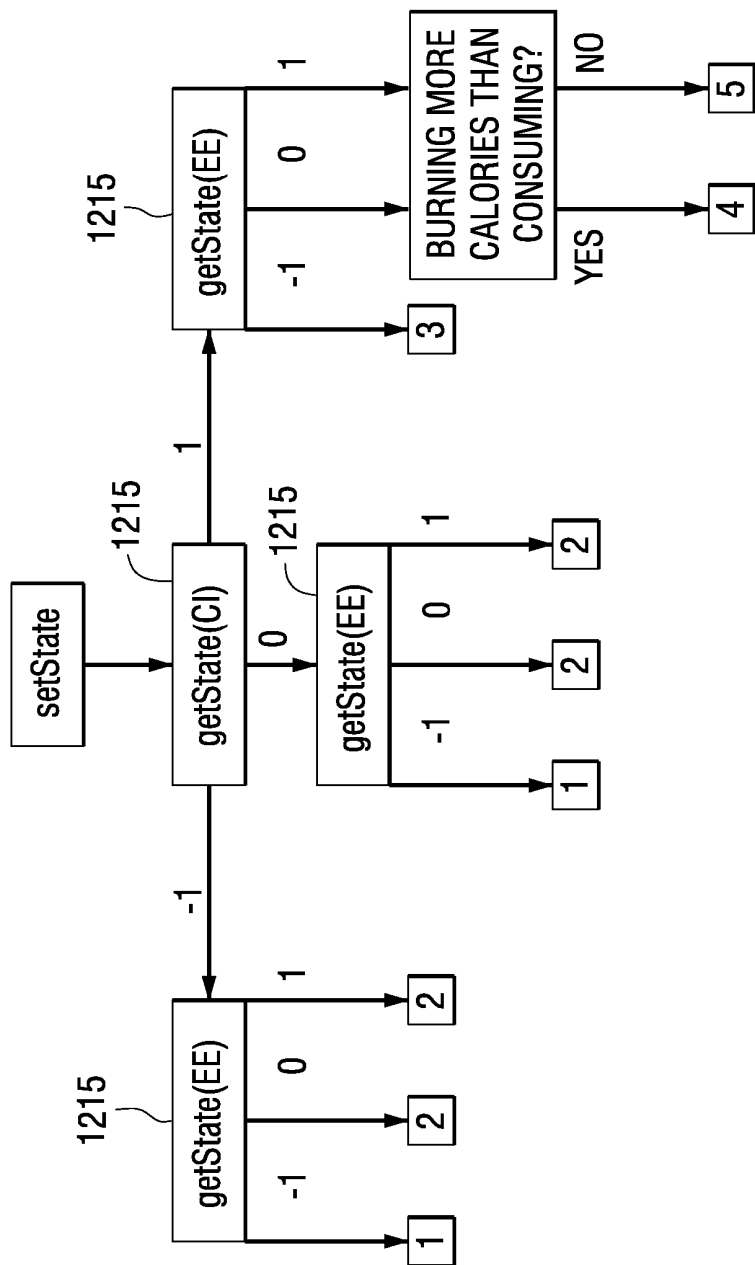 setState
1215
getState(CI)
-1
0
1
1215
getState(EE)
-1
0
1
1
2
2
1215
getState(EE)
-1
0
1
1
2
2
1215
getState(EE)
-1
0
1
3
BURNING MORE
CALORIES THAN
CONSUMING?
YES
NO
4
5